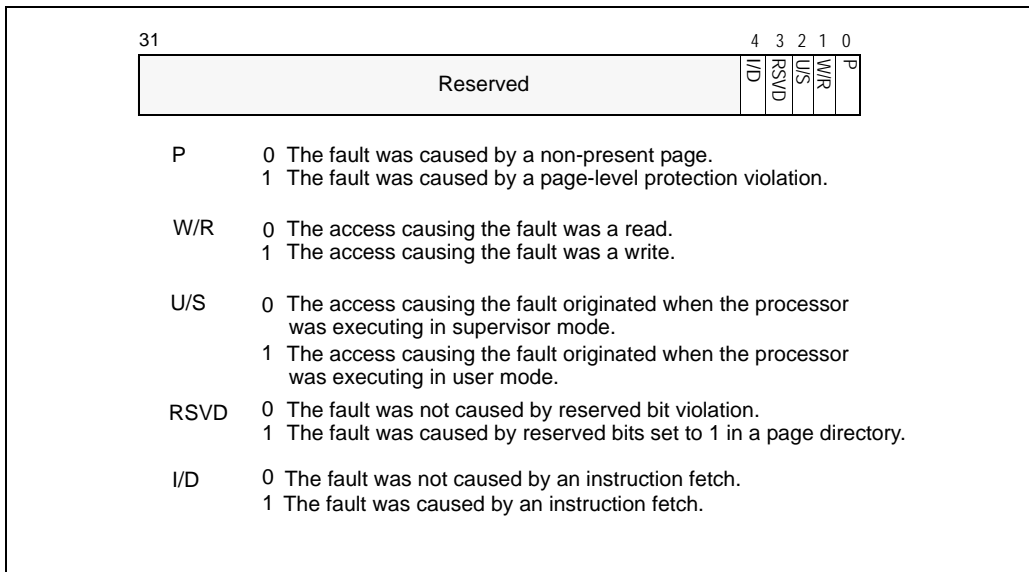 31 4 3 2 1 0
Reserved I/D RSVD U/S W/R P
P 0 The fault was caused by a non-present page.
1 The fault was caused by a page-level protection violation.
W/R 0 The access causing the fault was a read.
1 The access causing the fault was a write.
U/S 0 The access causing the fault originated when the processor
was executing in supervisor mode.
1 The access causing the fault originated when the processor
was executing in user mode.
RSVD 0 The fault was not caused by reserved bit violation.
1 The fault was caused by reserved bits set to 1 in a page directory.
I/D 0 The fault was not caused by an instruction fetch.
1 The fault was caused by an instruction fetch.